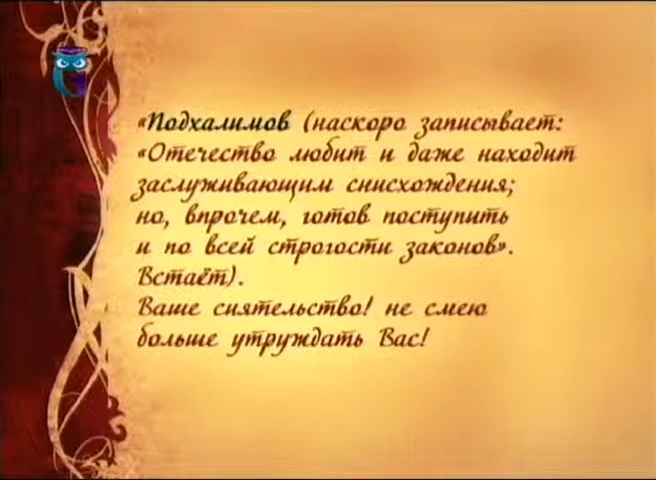 «Подхалимов (наскоро записывает:
«Отечество любит и даже находит
заслуживающим снисхождения;
но, впрочем, готов поступить
и по всей строгости законов».
Встаёт).
Ваше сиятельство! не смею
больше утруждать Вас!